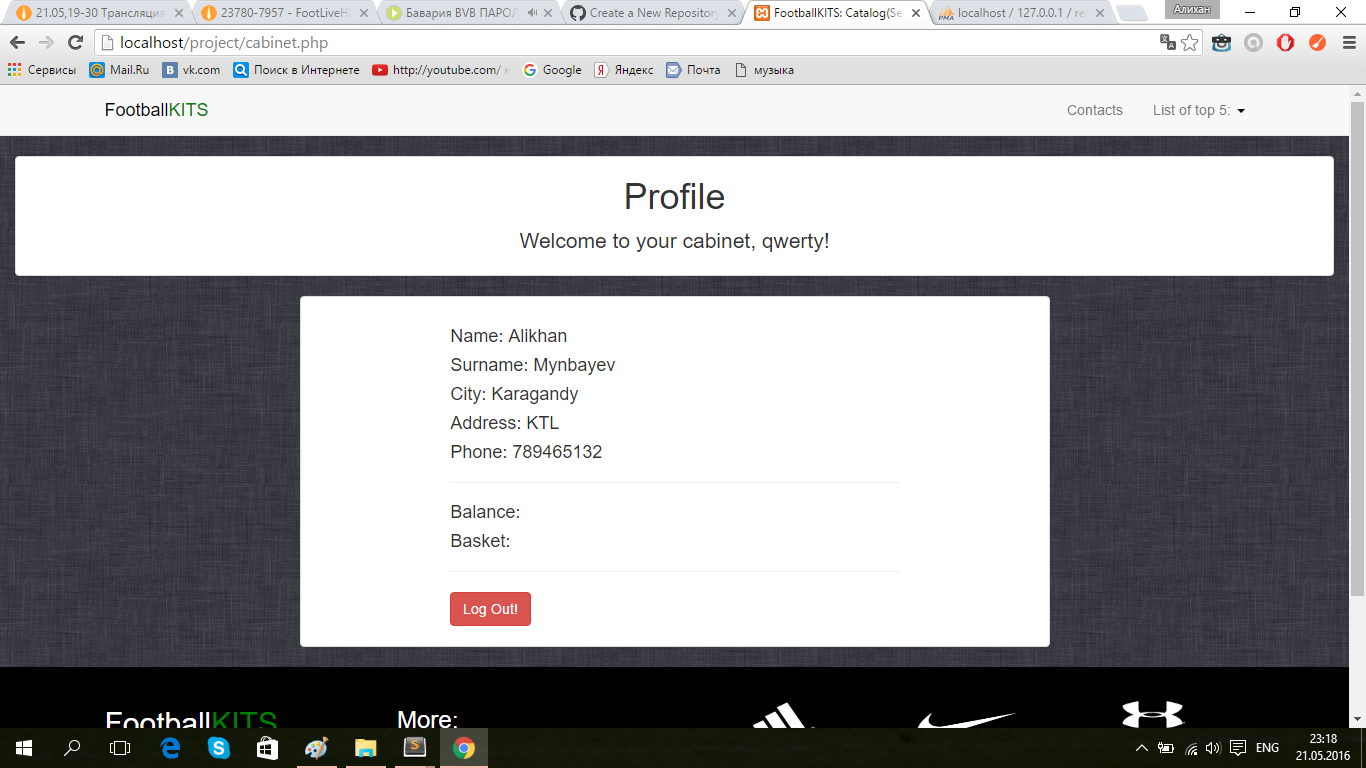 21.05,19-30 Трансляция
23780-7957 - FootLiveH
Бавария BVB ПАРОЛ
Create a New Repository
FootballKITS: Catalog(Se
localhost / 127.0.0.1 / re
Алихан
localhost/project/cabinet.php
Сервисы
Mail.Ru
vk.com
Поиск в Интернете
http://youtube.com/
Google
Яндекс
Почта
музыка
FootballKITS
Contacts
List of top 5:
Profile
Welcome to your cabinet, qwerty!
Name: Alikhan
Surname: Mynbayev
City: Karagandy
Address: KTL
Phone: 789465132
Balance:
Basket:
Log Out!
FootballKITS
More:
ENG
23:18
21.05.2016